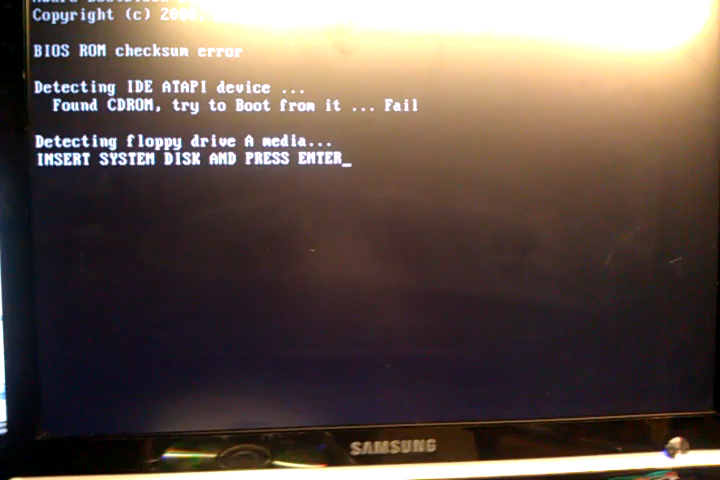 Copyright (c)
BIOS ROM checksum error
Detecting IDE ATAPI device ...
Found CDROM, try to Boot from it ... Fail
Detecting floppy drive A media...
INSERT SYSTEM DISK AND PRESS ENTER_
SAMSUNG